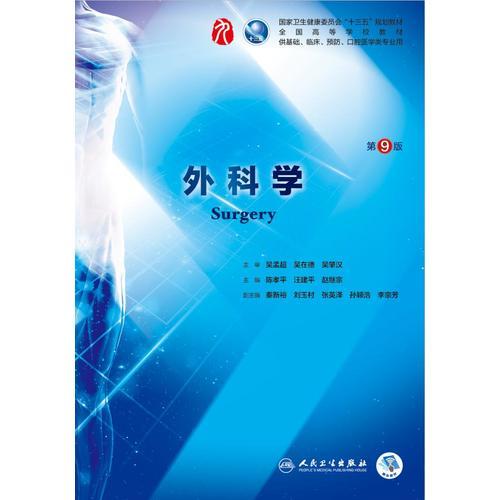 国家卫生健康委员会“十三五”规划教材
全国高等学校教材
供基础、临床、预防、口腔医学类专业用
第9版
外科学
Surgery
主审 吴孟超 吴在德 吴肇汉
主编 陈孝平 汪建平 赵继宗
副主编 秦新裕 刘玉村 张英泽 孙颖浩 李宗芳
人民卫生出版社